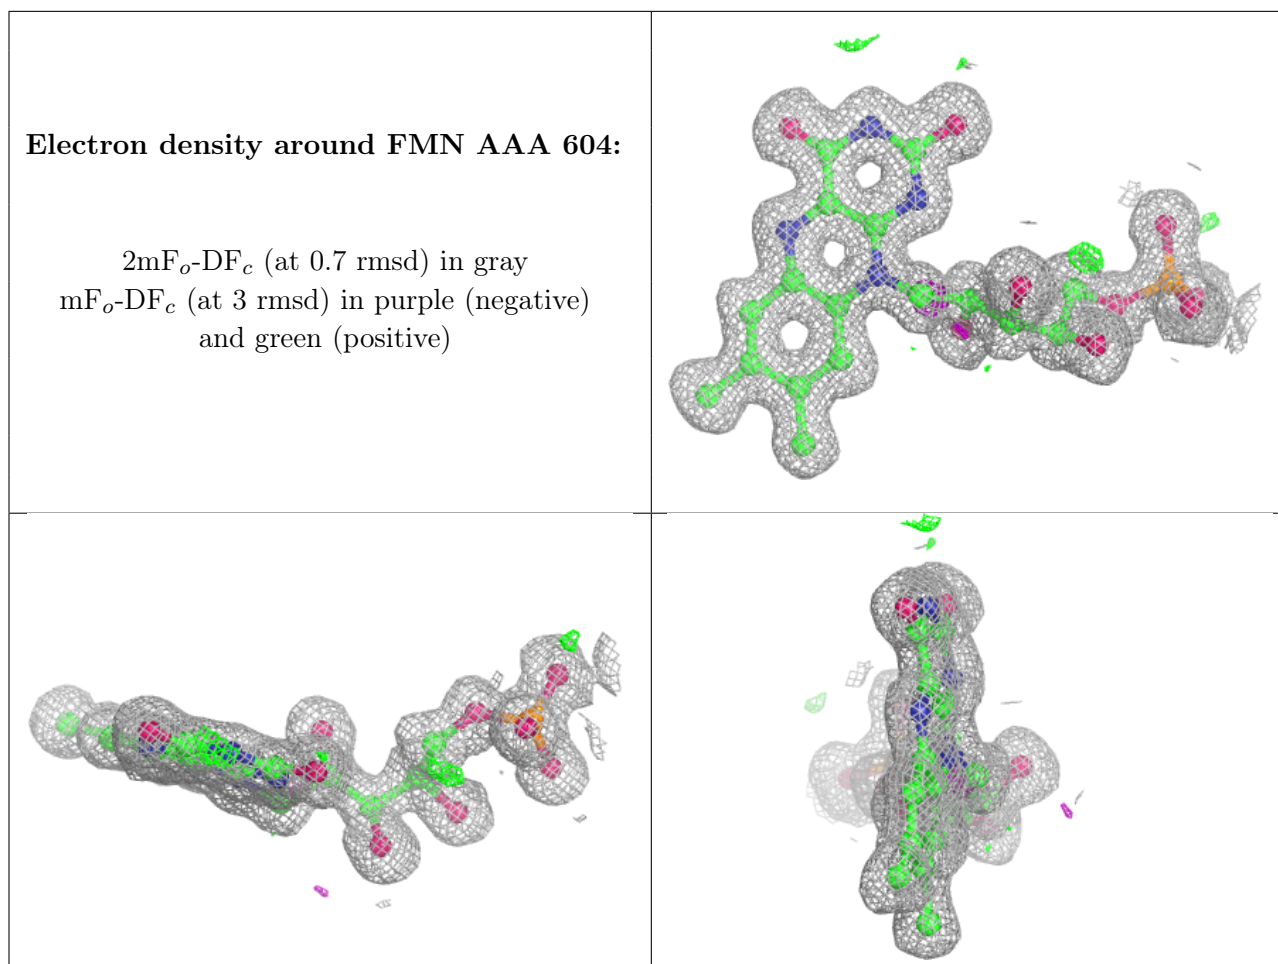 Electron density around FMN AAA 604:
2mFo-DFc (at 0.7 rmsd) in gray
mFo-DFc (at 3 rmsd) in purple (negative)
and green (positive)